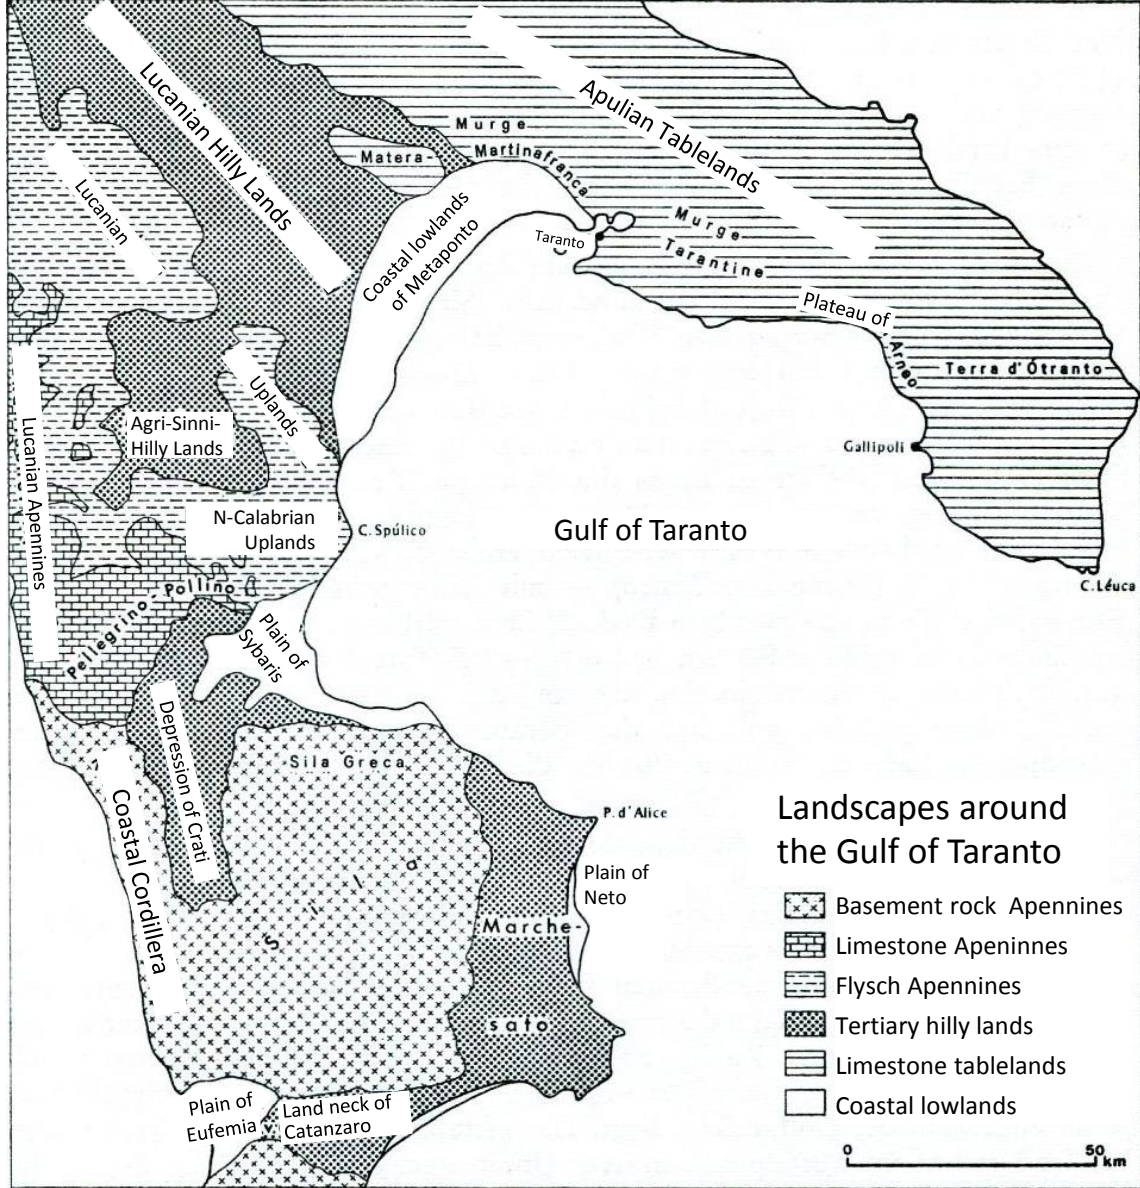 Lucanian Hilly Lands
Apulian Tablelands
Murge
Matera-
Martinafranca
Lucanian
Coastal lowlands
of Metaponto
Taranto
Murge
Tarantine
Plateau of
Arneo
Terra d'Ótranto
Uplands
Agri-Sinni-
Hilly Lands
Gallipoli
Lucanian Apennines
N-Calabrian
Uplands
C. Spúlico
Gulf of Taranto
C. Léuca
Pellegrino-Pollino
Plain of
Sybaris
Depression of Crati
Sila Greca
Coastal Cordillera
P. d'Alice
Plain of
Neto
Sila
Marche-
sato
Plain of
Eufemia
Land neck of
Catanzaro
Landscapes around
the Gulf of Taranto
Basement rock Apennines
Limestone Apeninnes
Flysch Apennines
Tertiary hilly lands
Limestone tablelands
Coastal lowlands
0 50 km